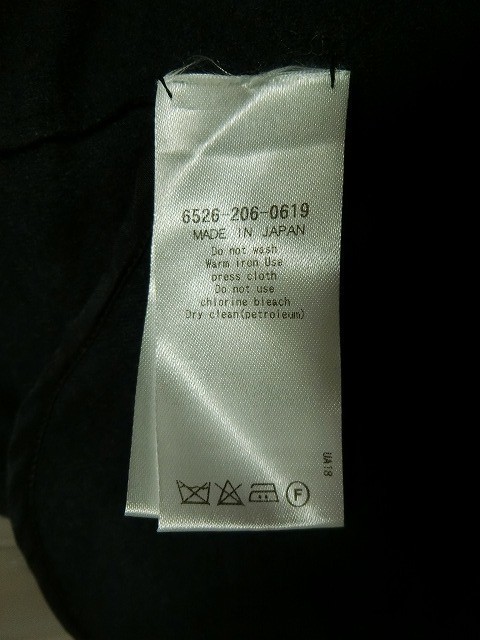 6526-206-0619
MADE IN JAPAN
Do not wash
Warm iron Use
press cloth
Do not use
chlorine bleach
Dry clean(petroleum)
UA18
F